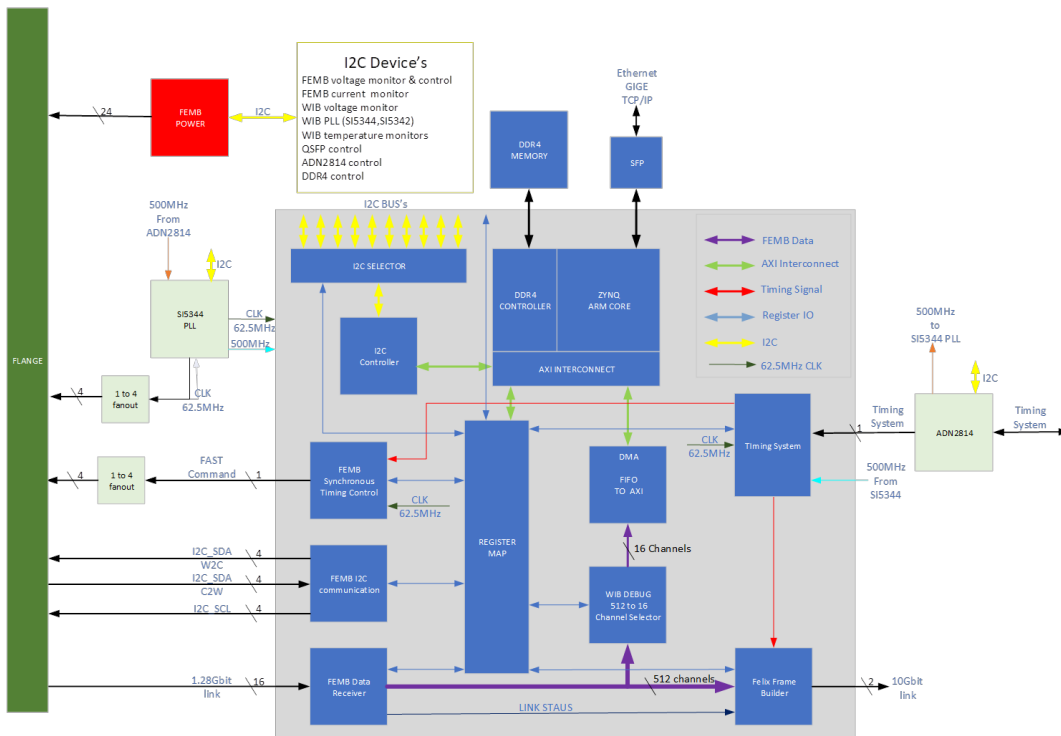 I2C Device's
FEMB voltage monitor & control
FEMB current monitor
WIB voltage monitor
WIB PLL (SI5344,SI5342)
WIB temperature monitors
QSFP control
ADN2814 control
DDR4 control
24
FEMB
POWER
I2C
Ethernet
GIGE
TCP/IP
DDR4
MEMORY
SFP
500MHz
From
ADN2814
I2C
I2C BUS's
I2C SELECTOR
SI5344
PLL
CLK
62.5MHz
500MHz
I2C
Controller
DDR4
CONTROLLER
ZYNQ
ARM CORE
AXI INTERCONNECT
FEMB Data
AXI Interconnect
Timing Signal
Register IO
I2C
62.5MHz CLK
500MHz
to
SI5344 PLL
I2C
FLANGE
4
1 to 4
fanout
CLK
62.5MHz
Timing System
CLK
62.5MHz
1
Timing
System
ADN2814
Timing
System
500MHz
From
SI5344
4
1 to 4
fanout
FAST
Command
1
FEMB
Synchronous
Timing Control
CLK
62.5MHz
REGISTER
MAP
DMA
FIFO
TO AXI
16 Channels
I2C_SDA
W2C
4
I2C_SDA
C2W
4
I2C_SCL
4
FEMB I2C
communication
WIB DEBUG
512 to 16
Channel Selector
1.28Gbit
link
16
FEMB Data
Receiver
512 channels
LINK STAUS
Felix Frame
Builder
2
10Gbit
link